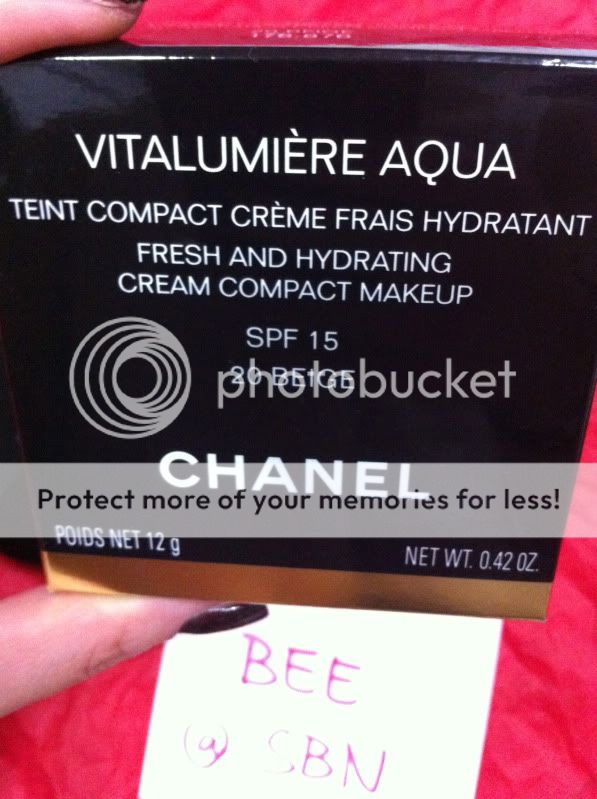 VITALUMIÈRE AQUA
TEINT COMPACT CRÈME FRAIS HYDRATANT
FRESH AND HYDRATING
CREAM COMPACT MAKEUP
SPF 15
20 BEIGE
photobucket
CHANEL
Protect more of your memories for less!
POIDS NET 12 g
NET WT. 0.42 OZ.
BEE
@ SBN